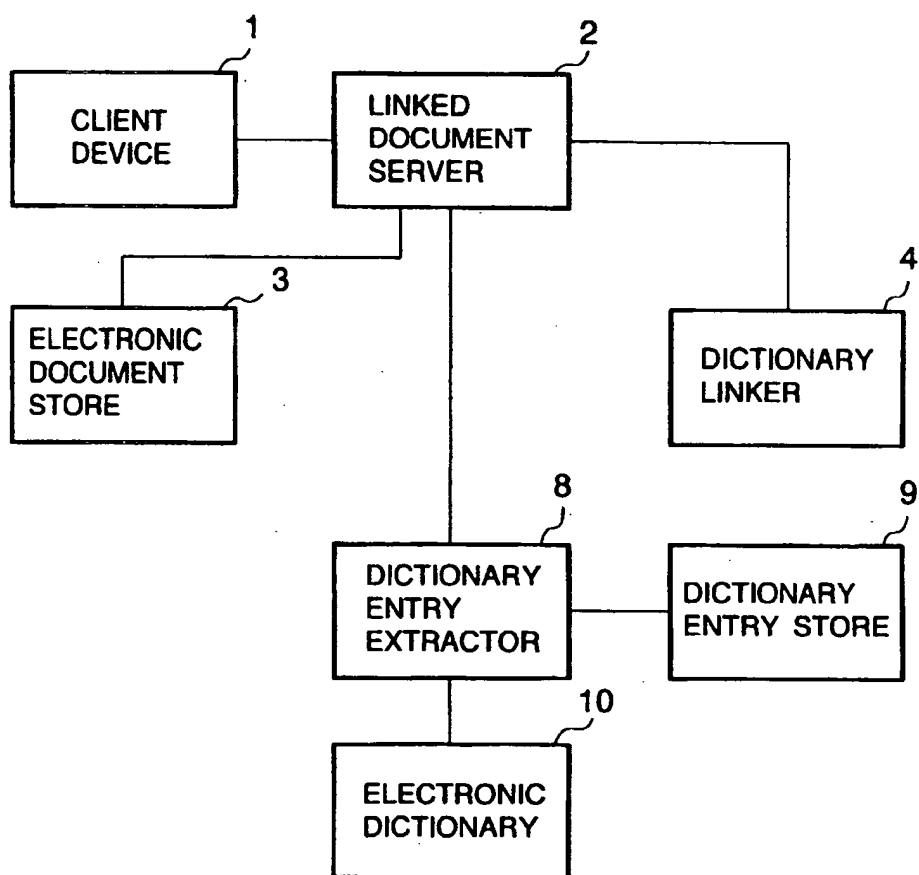 1
CLIENT
DEVICE
2
LINKED
DOCUMENT
SERVER
3
ELECTRONIC
DOCUMENT
STORE
4
DICTIONARY
LINKER
8
DICTIONARY
ENTRY
EXTRACTOR
9
DICTIONARY
ENTRY STORE
10
ELECTRONIC
DICTIONARY